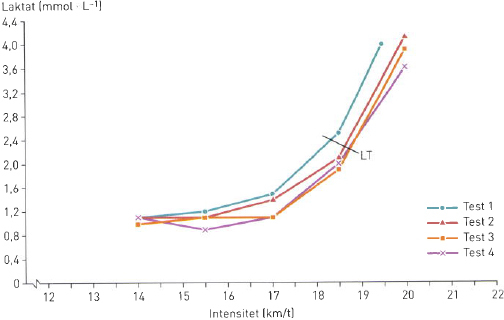 Laktat (mmol · L⁻¹)
4,4
4,0
3,6
3,2
2,8
2,4
2,0
1,6
1,2
0,8
0,4
0
LT
Test 1
Test 2
Test 3
Test 4
12 13 14 15 16 17 18 19 20 21 22
Intensitet (km/t)